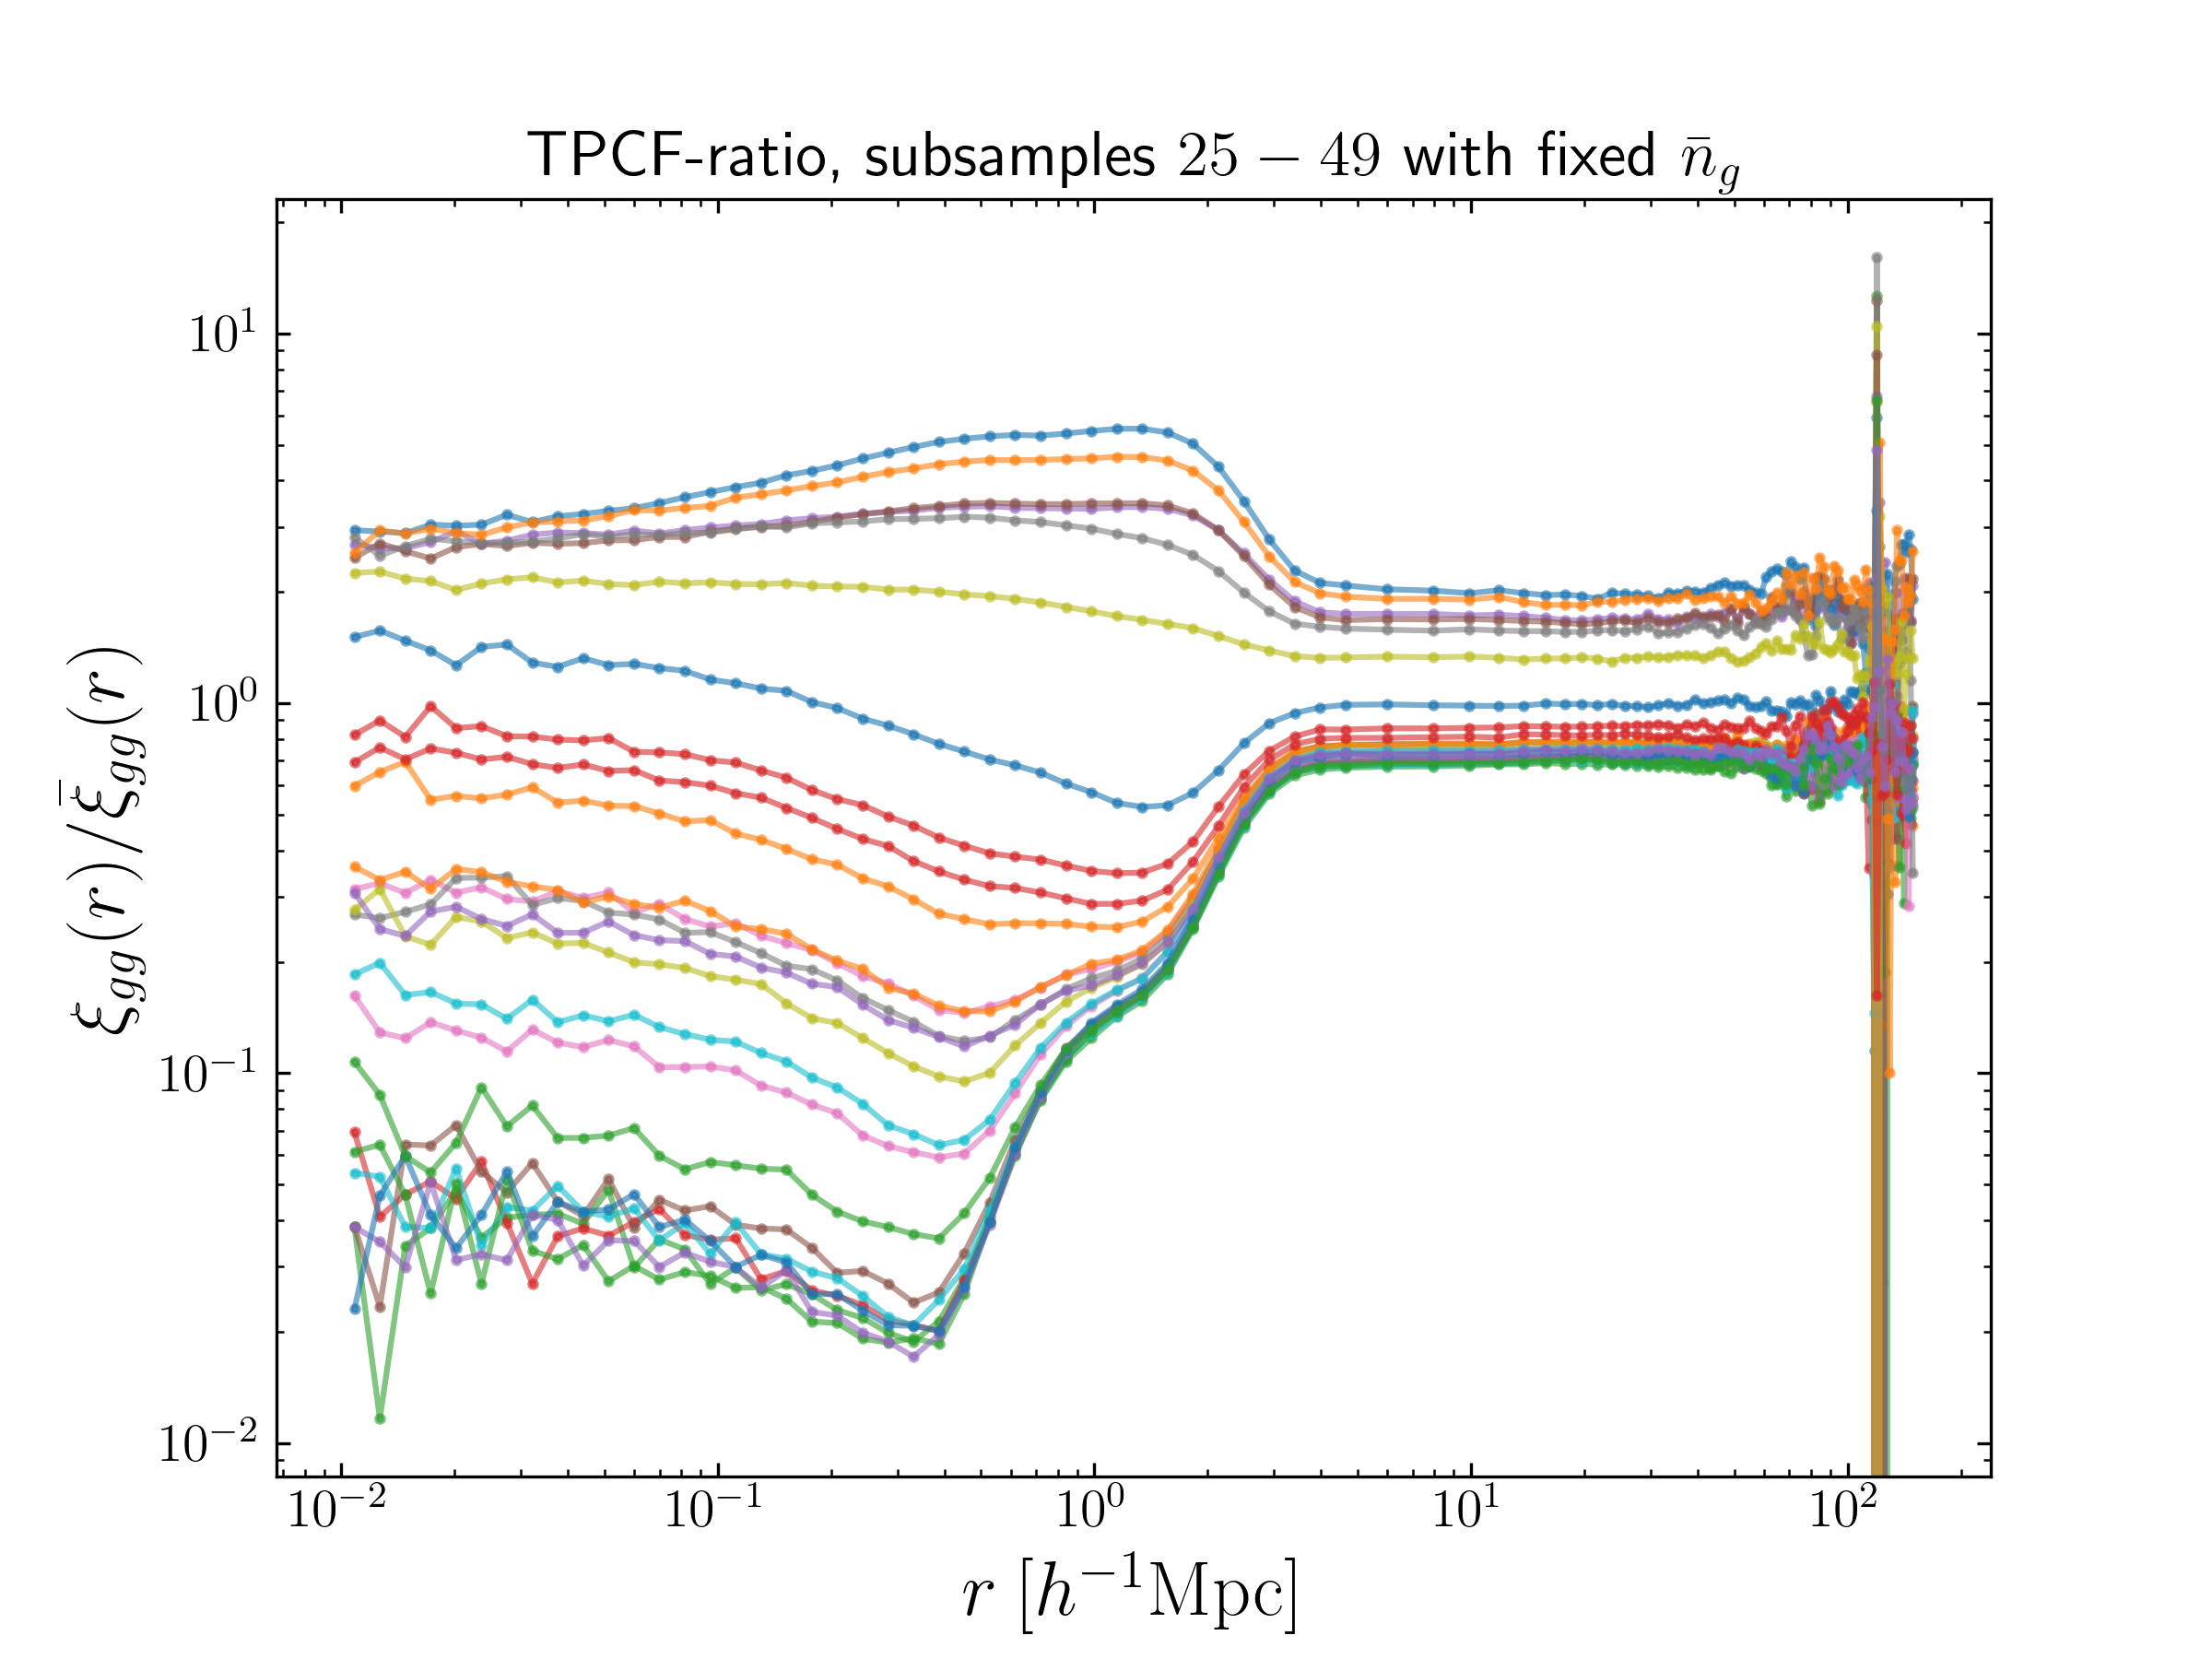 TPCF-ratio, subsamples 25 − 49 with fixed n̄_g
ξ_gg(r)/ξ̄_gg(r)
10^1
10^0
10^−1
10^−2
10^−2 10^−1 10^0 10^1 10^2
r [h^−1Mpc]